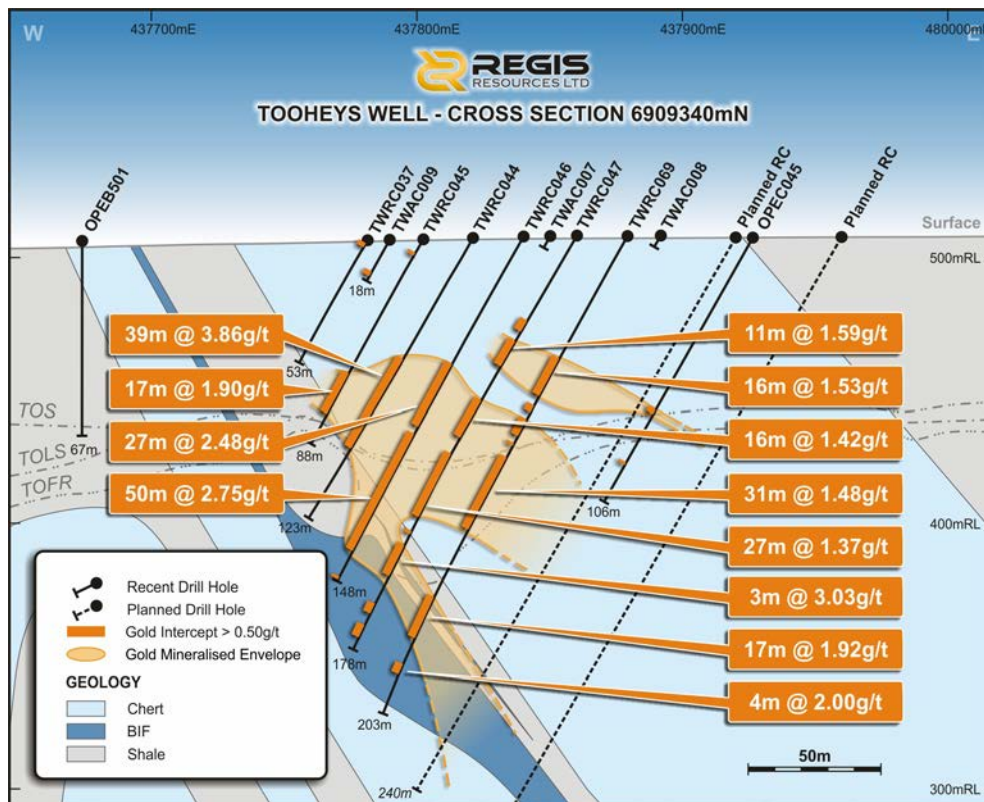 W
437700mE
437800mE
437900mE
480000mE
E
REGIS
RESOURCES LTD
TOOHEYS WELL - CROSS SECTION 6909340mN
OPEB501
TWRC037
TWAC009
TWRC045
TWRC044
TWRC046
TWAC007
TWRC047
TWRC069
TWAC008
Planned RC
OPEC045
Planned RC
Surface
500mRL
18m
39m @ 3.86g/t
11m @ 1.59g/t
53m
17m @ 1.90g/t
16m @ 1.53g/t
TOS
67m
27m @ 2.48g/t
88m
16m @ 1.42g/t
TOLS
TOFR
50m @ 2.75g/t
31m @ 1.48g/t
106m
123m
400mRL
27m @ 1.37g/t
148m
3m @ 3.03g/t
178m
17m @ 1.92g/t
203m
4m @ 2.00g/t
Recent Drill Hole
Planned Drill Hole
Gold Intercept > 0.50g/t
Gold Mineralised Envelope
GEOLOGY
Chert
BIF
Shale
50m
240m
300mRL